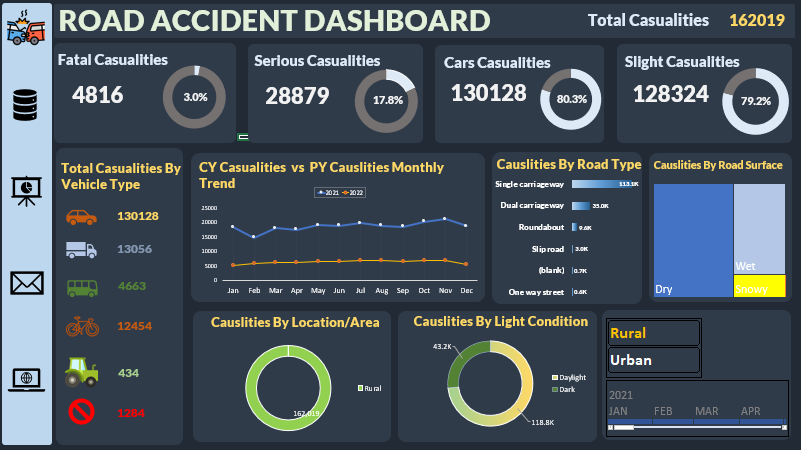 ROAD ACCIDENT DASHBOARD
Total Casualities 162019
Fatal Casualities
4816
3.0%
Serious Casualities
28879
17.8%
Cars Casualities
130128
80.3%
Slight Casualities
128324
79.2%
Total Casualities By
Vehicle Type
130128
13056
4663
12454
434
1284
CY Casualities vs PY Causlities Monthly
Trend
2021 2022
25000
20000
15000
10000
5000
0
Jan Feb Mar Apr May Jun Jul Aug Sep Oct Nov Dec
Causlities By Road Type
Single carriageway 113.1K
Dual carriageway 35.0K
Roundabout 9.6K
Slip road 3.0K
(blank) 0.7K
One way street 0.6K
Causlities By Road Surface
Dry
Wet
Snowy
Causlities By Location/Area
Rural
162,019
Causlities By Light Condition
43.2K
Daylight
Dark
118.8K
Rural
Urban
2021
JAN FEB MAR APR